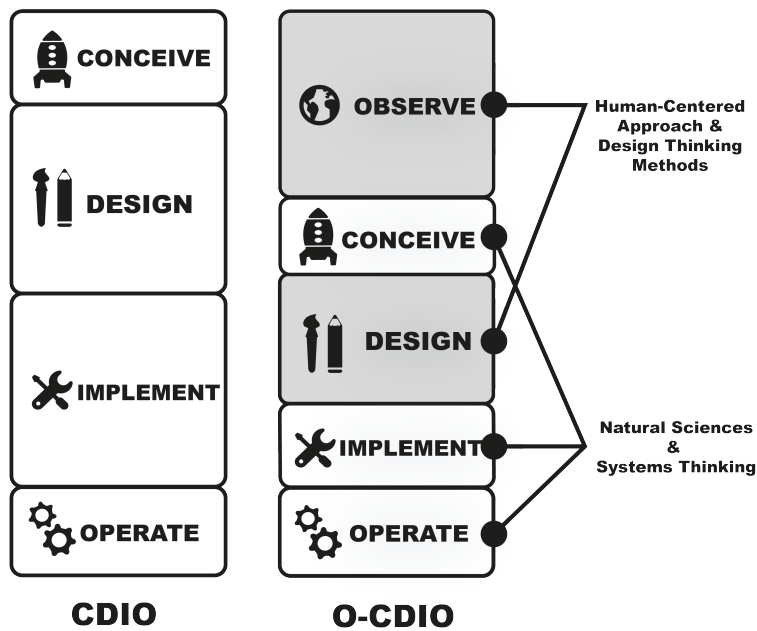 CONCEIVE
DESIGN
IMPLEMENT
OPERATE
CDIO
OBSERVE
CONCEIVE
DESIGN
IMPLEMENT
OPERATE
O-CDIO
Human-Centered
Approach &
Design Thinking
Methods
Natural Sciences
&
Systems Thinking